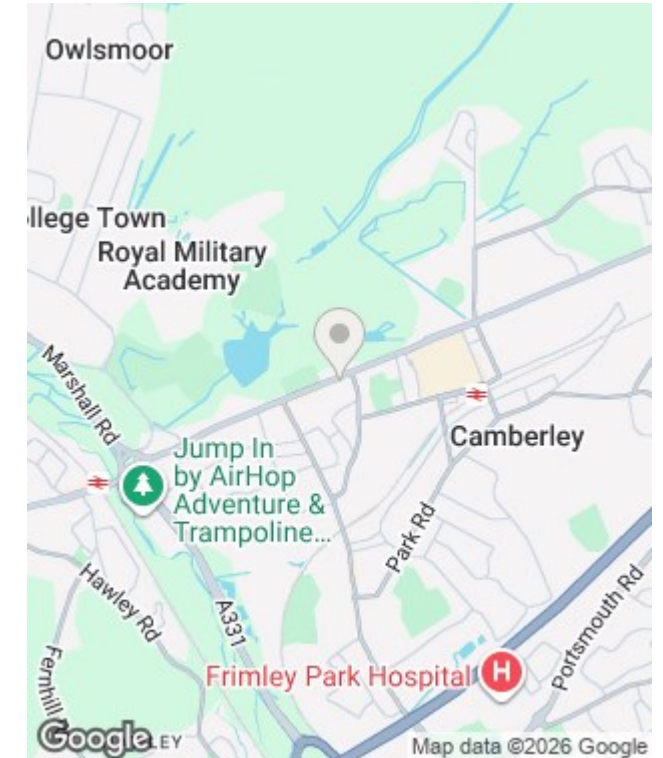 Owlsmoor
llege Town
Royal Military
Academy
Marshall Rd
Jump In
by AirHop
Adventure &
Trampoline...
Camberley
Park Rd
Hawley Rd
A331
Portsmouth Rd
Fernhill
Frimley Park Hospital
H
Google
LEY
Map data ©2026 Google